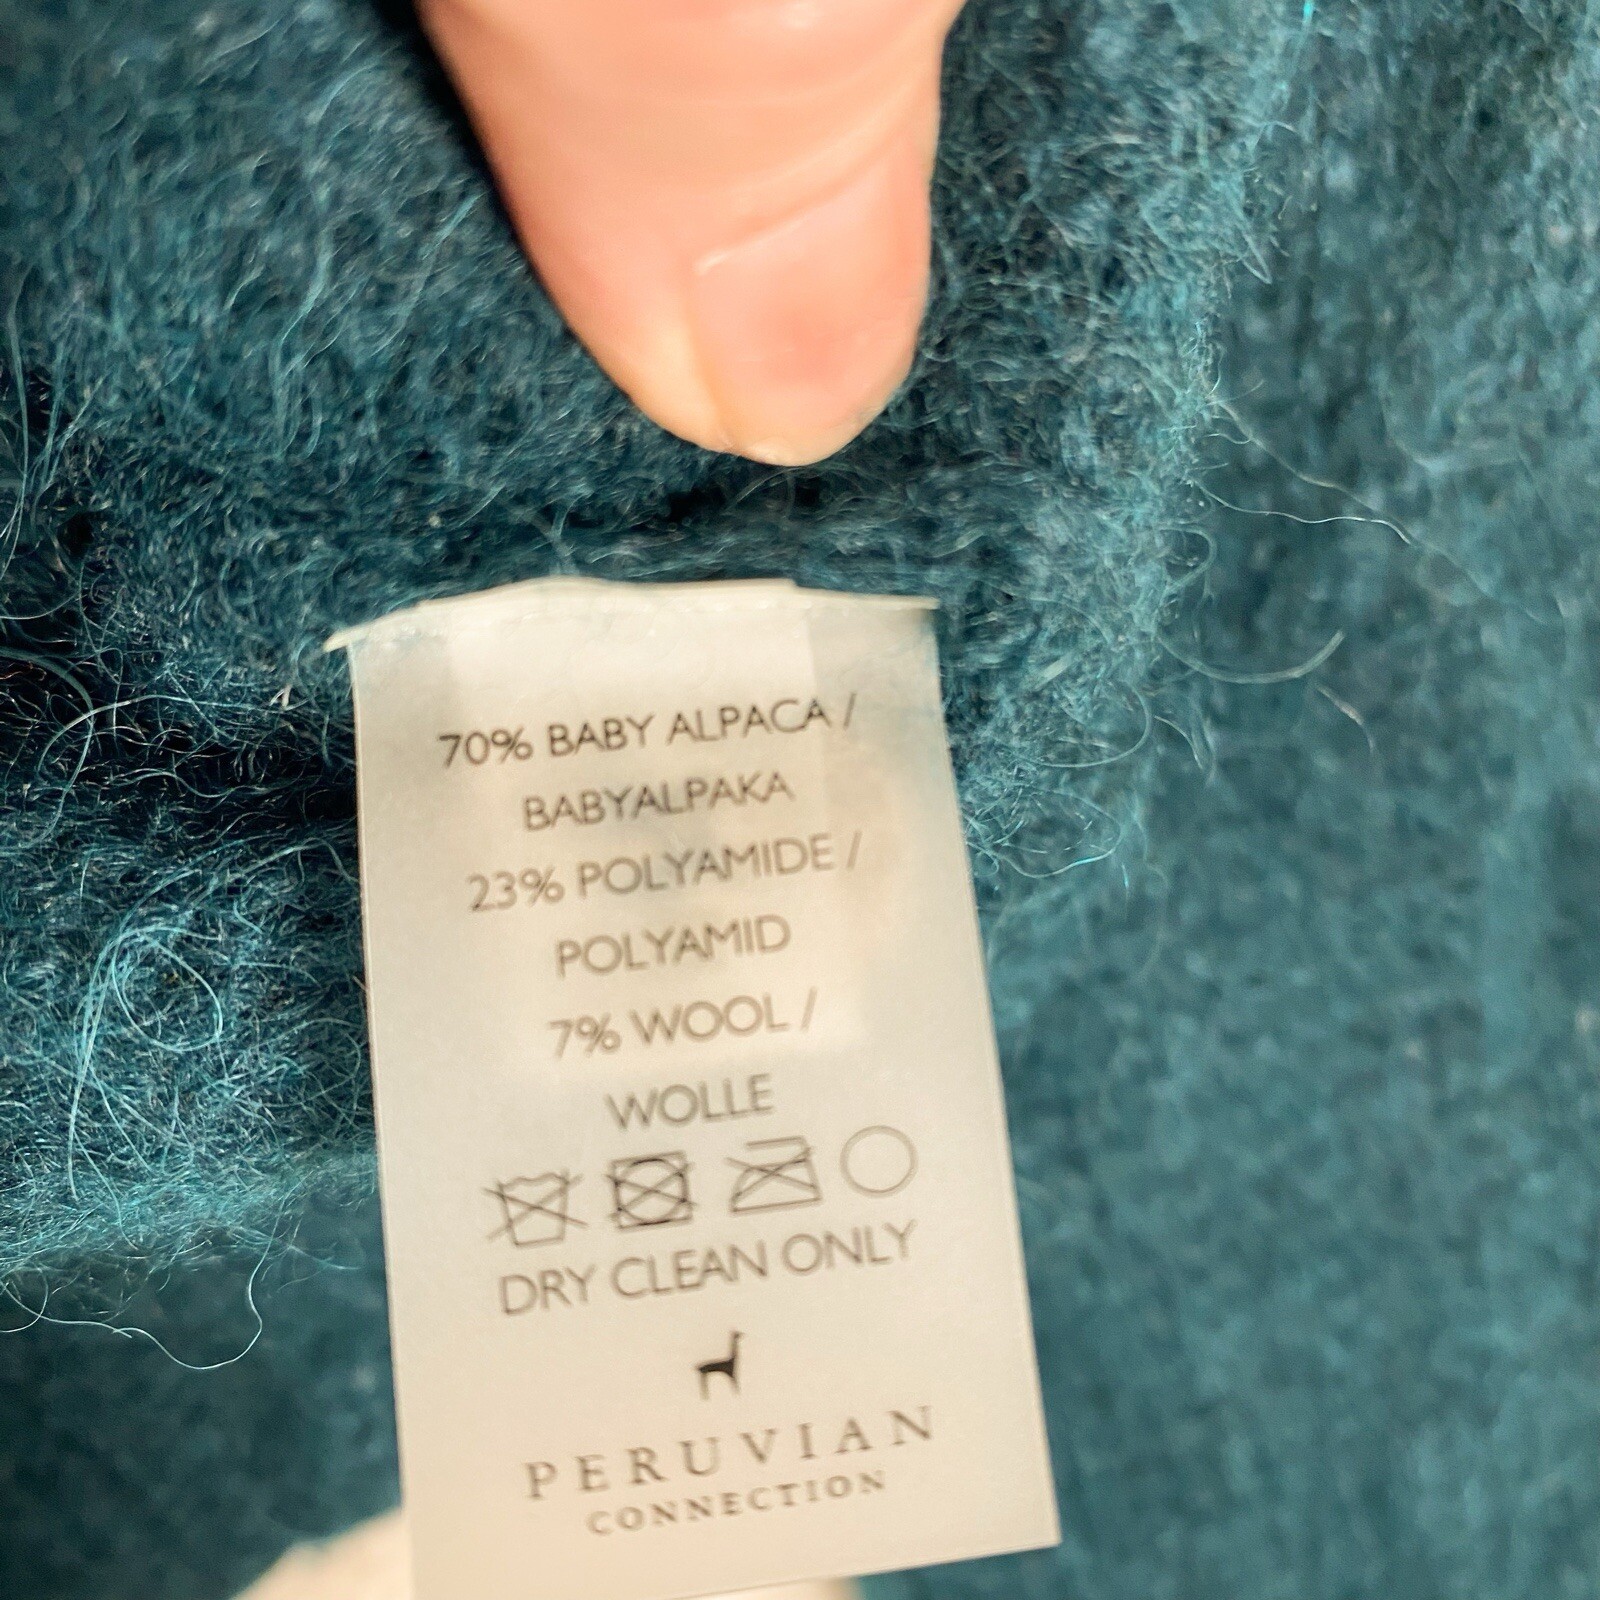 70% BABY ALPACA /
BABYALPAKA
23% POLYAMIDE /
POLYAMID
7% WOOL /
WOLLE
DRY CLEAN ONLY
PERUVIAN
CONNECTION